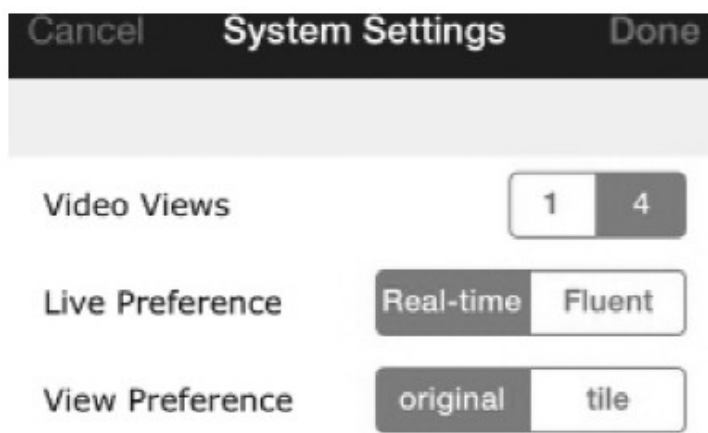 Cancel System Settings Done
Video Views 1 4
Live Preference Real-time Fluent
View Preference original tile